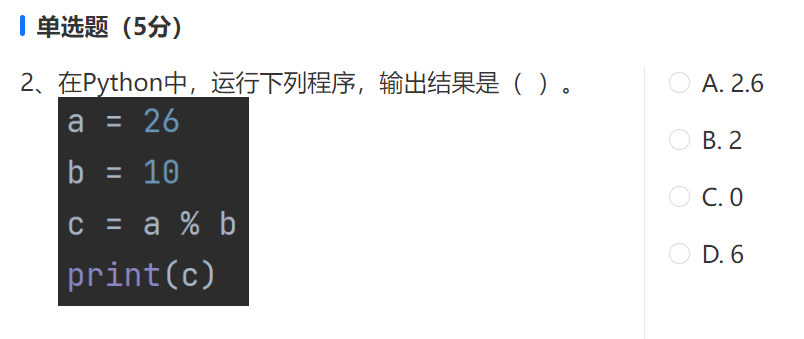 单选题（5分）
2、在Python中，运行下列程序，输出结果是（  ）。
a = 26
b = 10
c = a % b
print(c)
A. 2.6
B. 2
C. 0
D. 6